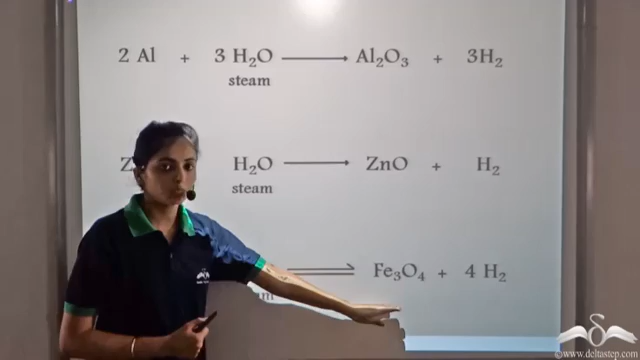 2 Al + 3 H₂O ⟶ Al₂O₃ + 3H₂
steam
H₂O ⟶ ZnO + H₂
steam
⇌ Fe₃O₄ + 4 H₂
©www.deltastep.com